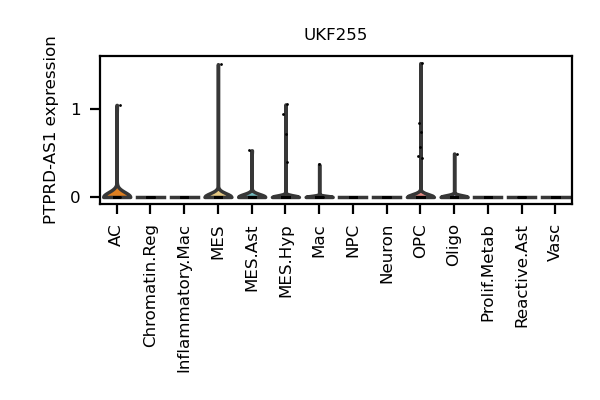 UKF255
PTPRD-AS1 expression
1
0
AC
Chromatin.Reg
Inflammatory.Mac
MES
MES.Ast
MES.Hyp
Mac
NPC
Neuron
OPC
Oligo
Prolif.Metab
Reactive.Ast
Vasc